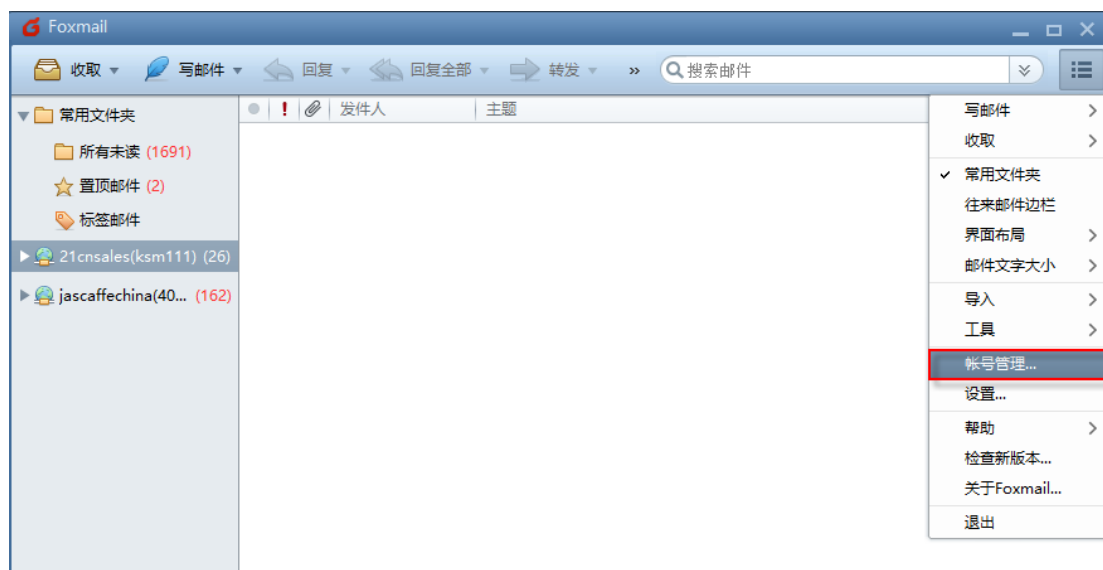 Foxmail
收取 写邮件 回复 回复全部 转发 » 搜索邮件
常用文件夹
所有未读 (1691)
置顶邮件 (2)
标签邮件
21cnsales(ksm111) (26)
jascaffechina(40... (162)
! 发件人 主题
写邮件
收取
常用文件夹
往来邮件边栏
界面布局
邮件文字大小
导入
工具
帐号管理...
设置...
帮助
检查新版本...
关于Foxmail...
退出